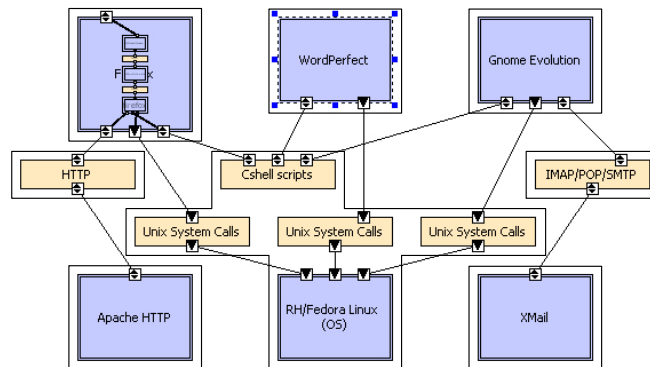 WordPerfect
Gnome Evolution
HTTP
Cshell scripts
IMAP/POP/SMTP
Unix System Calls
Unix System Calls
Unix System Calls
Apache HTTP
RH/Fedora Linux
(OS)
XMail